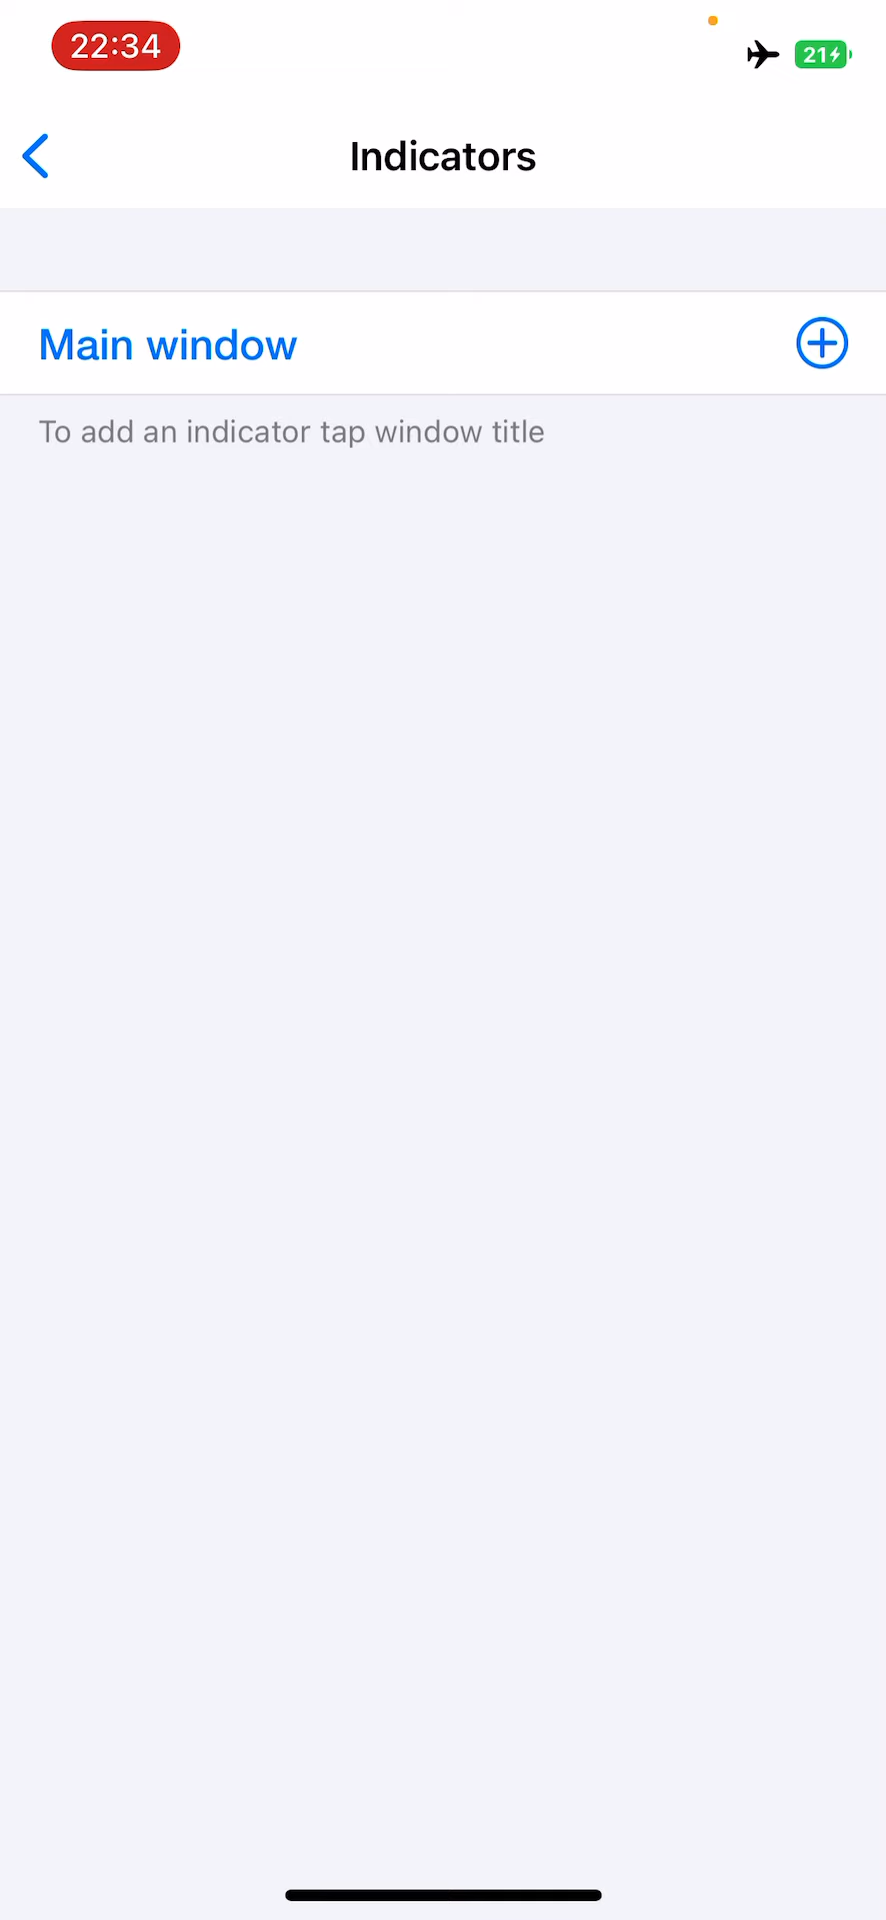 22:34
21
Indicators
Main window
To add an indicator tap window title